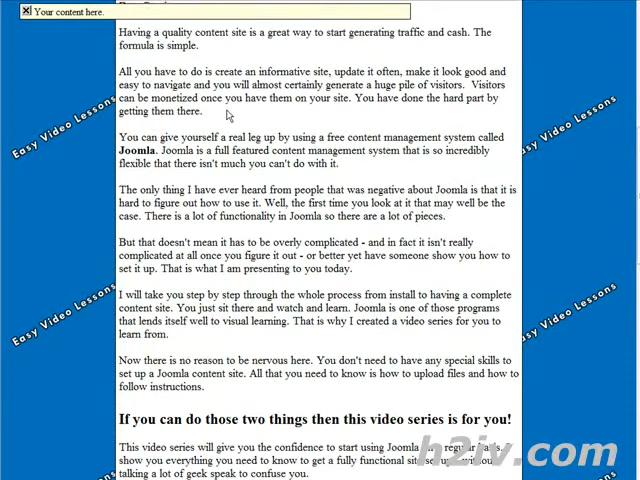 Your content here.
Having a quality content site is a great way to start generating traffic and cash. The
formula is simple.
All you have to do is create an informative site, update it often, make it look good and
easy to navigate and you will almost certainly generate a huge pile of visitors. Visitors
can be monetized once you have them on your site. You have done the hard part by
getting them there.
Easy Video Lessons
Easy Video Lessons
You can give yourself a real leg up by using a free content management system called
Joomla. Joomla is a full featured content management system that is so incredibly
flexible that there isn't much you can't do with it.
The only thing I have ever heard from people that was negative about Joomla is that it is
hard to figure out how to use it. Well, the first time you look at it that may well be the
case. There is a lot of functionality in Joomla so there are a lot of pieces.
But that doesn't mean it has to be overly complicated - and in fact it isn't really
complicated at all once you figure it out - or better yet have someone show you how to
set it up. That is what I am presenting to you today.
I will take you step by step through the whole process from install to having a complete
content site. You just sit there and watch and learn. Joomla is one of those programs
that lends itself well to visual learning. That is why I created a video series for you to
learn from.
Easy Video Lessons
Easy Video Lessons
Now there is no reason to be nervous here. You don't need to have any special skills to
set up a Joomla content site. All that you need to know is how to upload files and how to
follow instructions.
If you can do those two things then this video series is for you!
This video series will give you the confidence to start using Joomla
show you everything you need to know to get a fully functional site
talking a lot of geek speak to confuse you.
h2iv.com